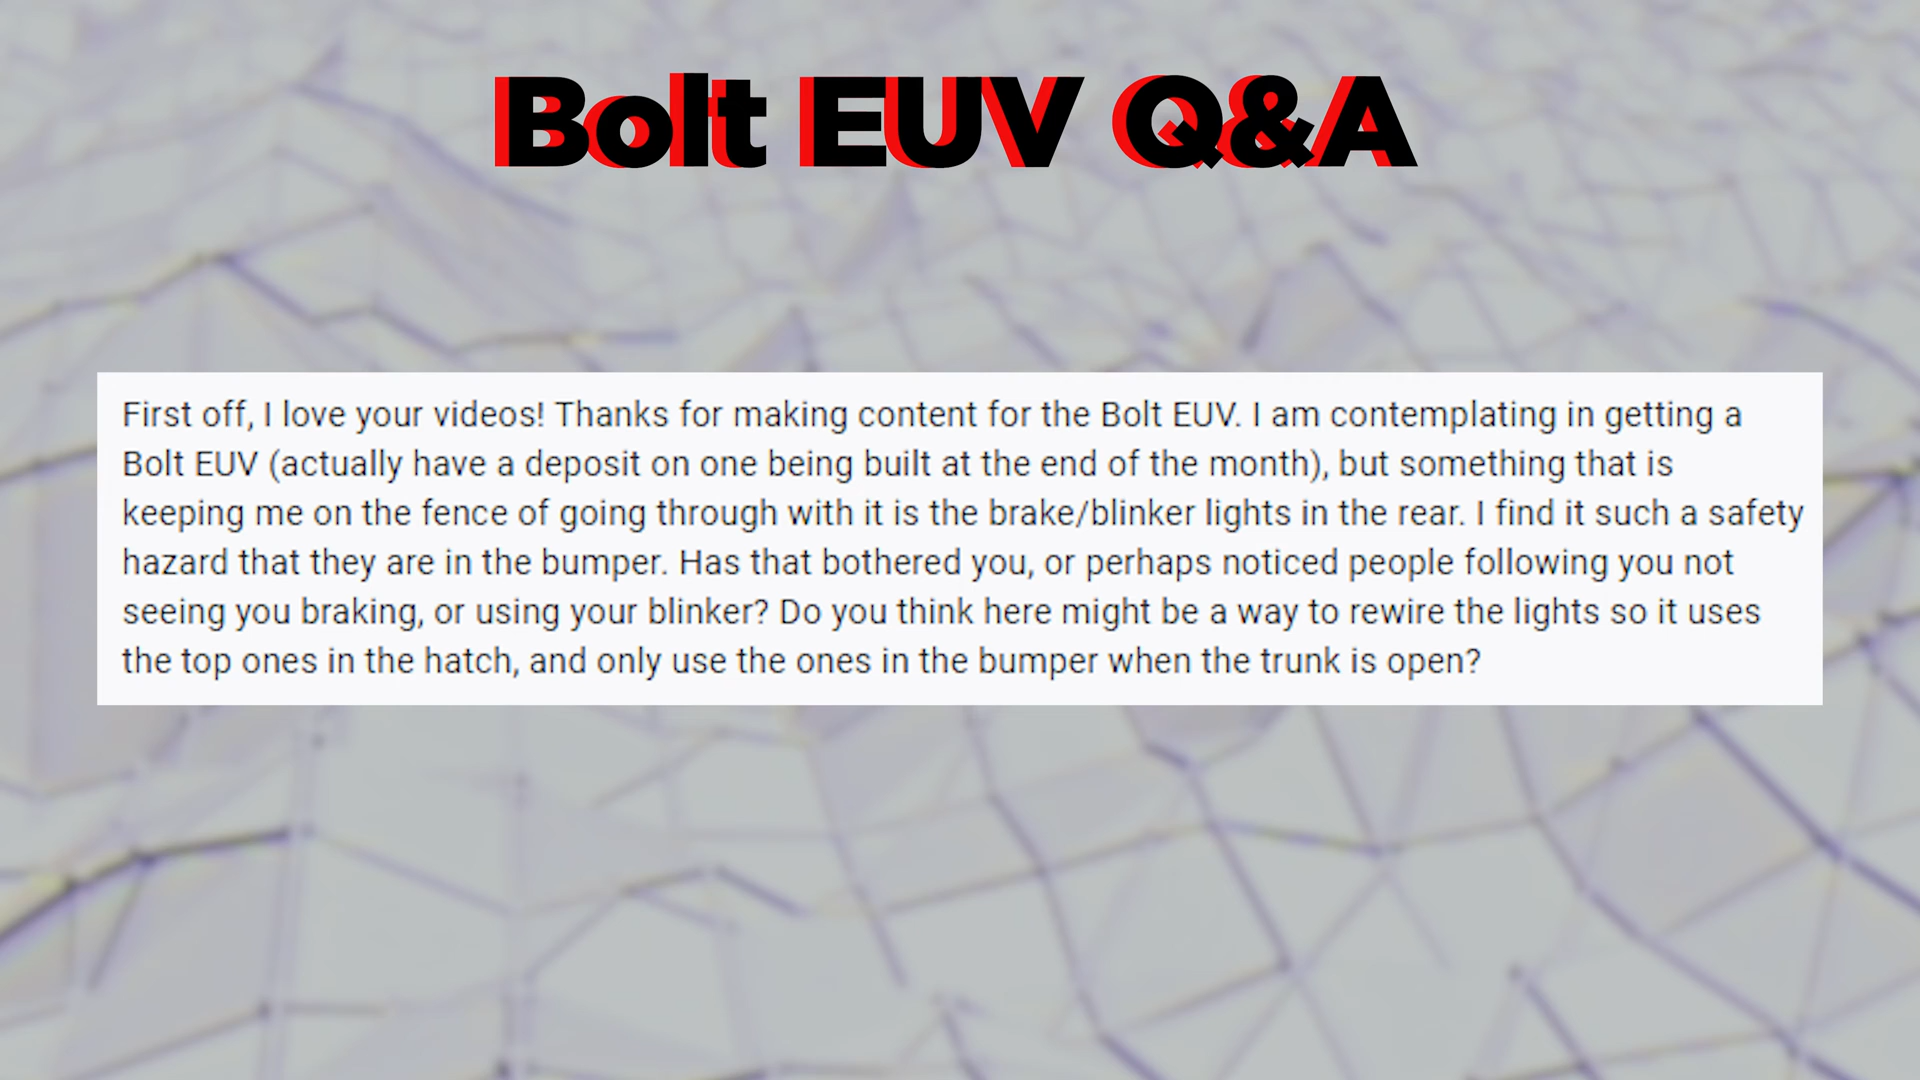 Bolt EUV Q&A
First off, I love your videos! Thanks for making content for the Bolt EUV. I am contemplating in getting a
Bolt EUV (actually have a deposit on one being built at the end of the month), but something that is
keeping me on the fence of going through with it is the brake/blinker lights in the rear. I find it such a safety
hazard that they are in the bumper. Has that bothered you, or perhaps noticed people following you not
seeing you braking, or using your blinker? Do you think here might be a way to rewire the lights so it uses
the top ones in the hatch, and only use the ones in the bumper when the trunk is open?